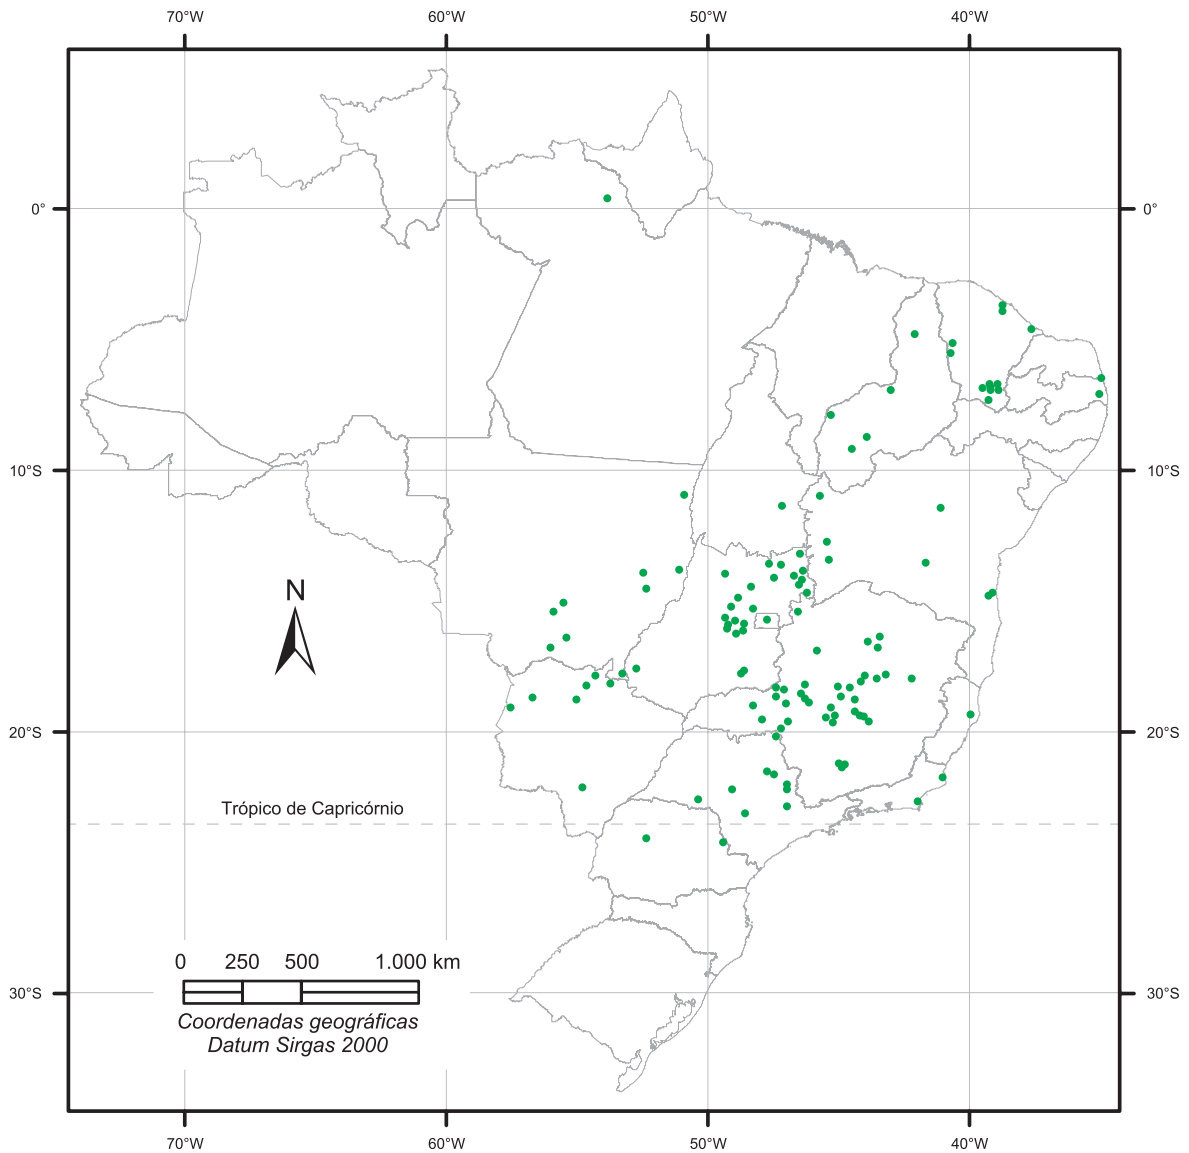 70°W 60°W 50°W 40°W
0° 0°
10°S 10°S
N
20°S 20°S
Trópico de Capricórnio
0 250 500 1.000 km
30°S 30°S
Coordenadas geográficas
Datum Sirgas 2000
70°W 60°W 50°W 40°W